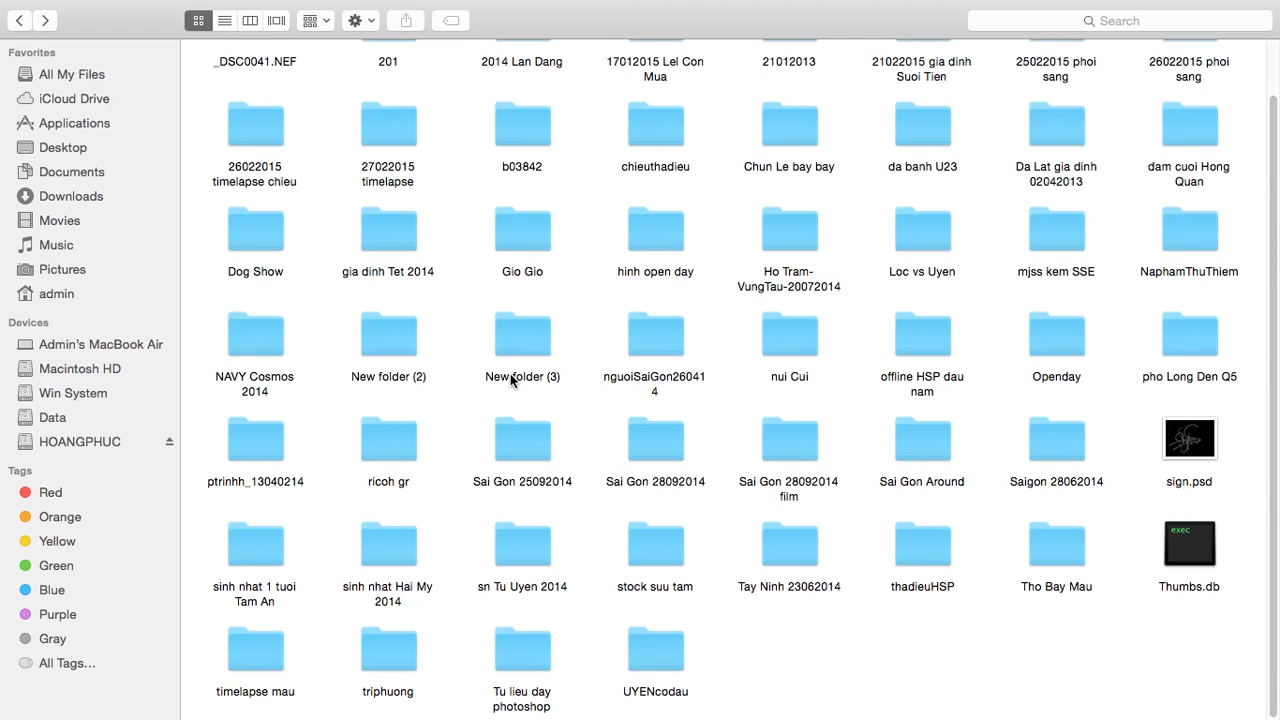 Search
Favorites
All My Files
iCloud Drive
Applications
Desktop
Documents
Downloads
Movies
Music
Pictures
admin
Devices
Admin's MacBook Air
Macintosh HD
Win System
Data
HOANGPHUC
Tags
Red
Orange
Yellow
Green
Blue
Purple
Gray
All Tags...
_DSC0041.NEF
201
2014 Lan Dang
17012015 Lel Con
Mua
21012013
21022015 gia dinh
Suoi Tien
25022015 phoi
sang
26022015 phoi
sang
26022015
timelapse chieu
27022015
timelapse
b03842
chieuthadieu
Chun Le bay bay
da banh U23
Da Lat gia dinh
02042013
dam cuoi Hong
Quan
Dog Show
gia dinh Tet 2014
Gio Gio
hinh open day
Ho Tram-
VungTau-20072014
Loc vs Uyen
mjss kem SSE
NaphamThuThiem
NAVY Cosmos
2014
New folder (2)
New folder (3)
nguoiSaiGon26041
4
nui Cui
offline HSP dau
nam
Openday
pho Long Den Q5
ptrinhh_13040214
ricoh gr
Sai Gon 25092014
Sai Gon 28092014
Sai Gon 28092014
film
Sai Gon Around
Saigon 28062014
sign.psd
sinh nhat 1 tuoi
Tam An
sinh nhat Hai My
2014
sn Tu Uyen 2014
stock suu tam
Tay Ninh 23062014
thadieuHSP
Tho Bay Mau
exec
Thumbs.db
timelapse mau
triphuong
Tu lieu day
photoshop
UYENcodau